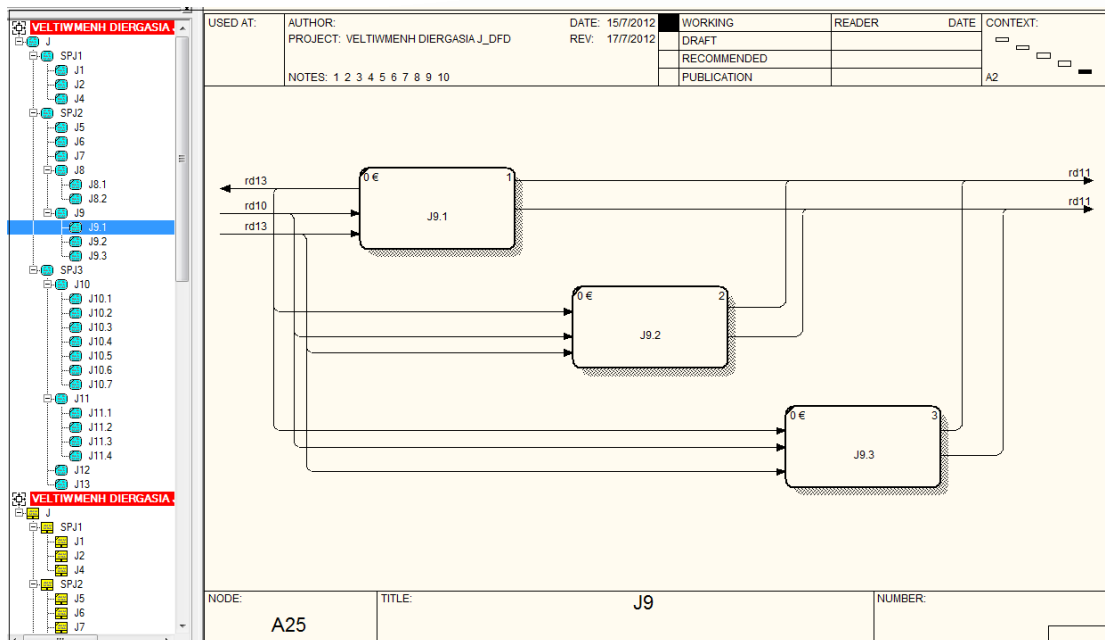 VELTIWMENH DIERGASIA J
J
SPJ1
J1
J2
J4
SPJ2
J5
J6
J7
J8
J8.1
J8.2
J9
J9.1
J9.2
J9.3
SPJ3
J10
J10.1
J10.2
J10.3
J10.4
J10.5
J10.6
J10.7
J11
J11.1
J11.2
J11.3
J11.4
J12
J13
VELTIWMENH DIERGASIA
J
SPJ1
J1
J2
J4
SPJ2
J5
J6
J7
USED AT:
AUTHOR:
DATE: 15/7/2012
PROJECT: VELTIWMENH DIERGASIA J_DFD
REV: 17/7/2012
NOTES: 1 2 3 4 5 6 7 8 9 10
WORKING
DRAFT
RECOMMENDED
PUBLICATION
READER
DATE
CONTEXT:
A2
rd13
rd10
rd13
0 €
1
J9.1
rd11
rd11
0 €
2
J9.2
0 €
3
J9.3
NODE:
A25
TITLE:
J9
NUMBER: